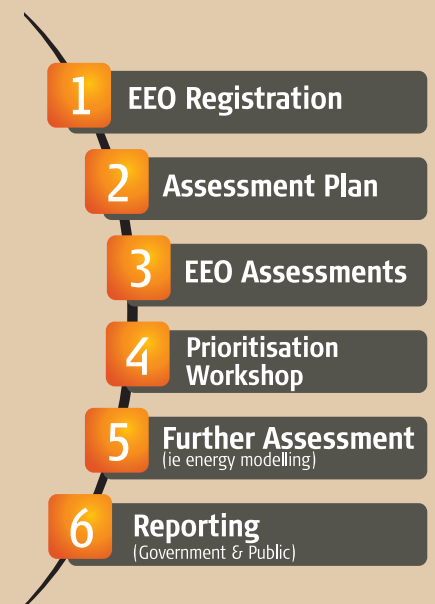 1 EEO Registration
2 Assessment Plan
3 EEO Assessments
4 Prioritisation
Workshop
5 Further Assessment
(ie energy modelling)
6 Reporting
(Government & Public)